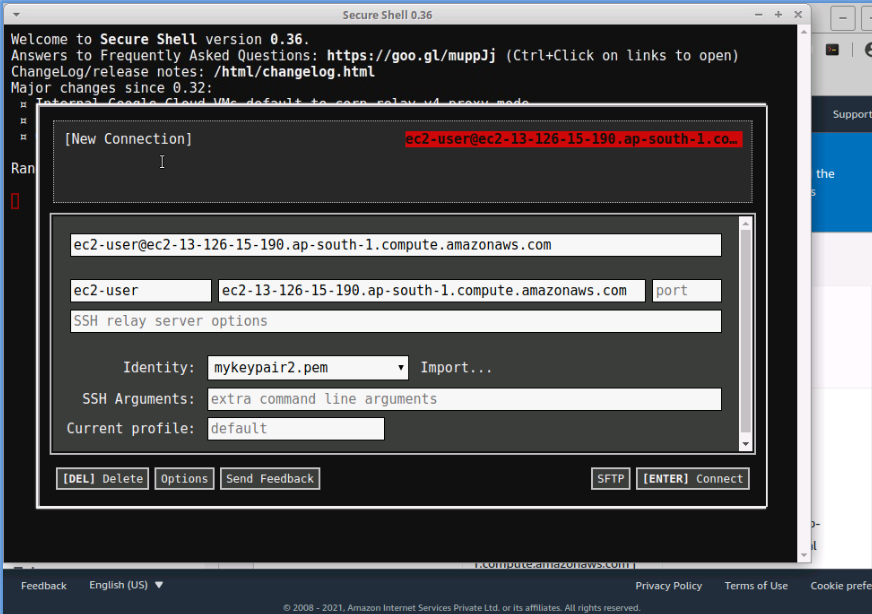 Secure Shell 0.36
Welcome to Secure Shell version 0.36.
Answers to Frequently Asked Questions: https://goo.gl/muppJj (Ctrl+Click on links to open)
ChangeLog/release notes: /html/changelog.html
Major changes since 0.32:
¤ Internal Google Cloud VMs default to corp-relay-v4 proxy mode
¤
¤
Ran
[New Connection] ec2-user@ec2-13-126-15-190.ap-south-1.co…
ec2-user@ec2-13-126-15-190.ap-south-1.compute.amazonaws.com
ec2-user ec2-13-126-15-190.ap-south-1.compute.amazonaws.com port
SSH relay server options
Identity: mykeypair2.pem Import...
SSH Arguments: extra command line arguments
Current profile: default
[DEL] Delete Options Send Feedback SFTP [ENTER] Connect
Support
the
r.compute.amazonaws.com
Feedback English (US) Privacy Policy Terms of Use Cookie prefe
© 2008 - 2021, Amazon Internet Services Private Ltd. or its affiliates. All rights reserved.